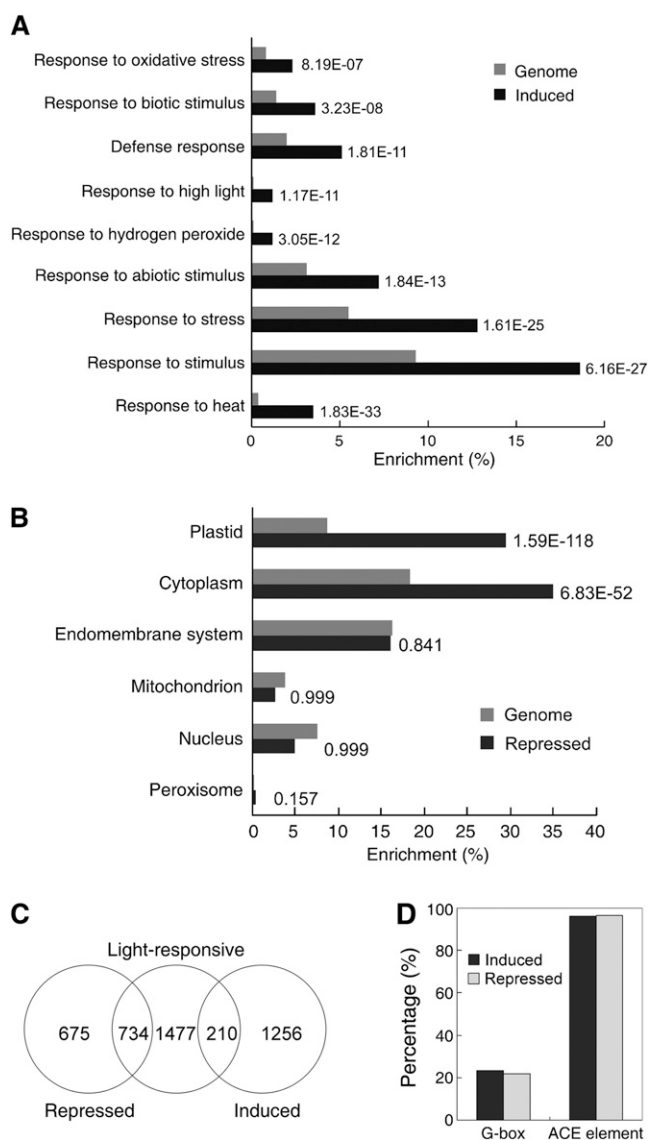 A
Response to oxidative stress 8.19E-07
Genome
Response to biotic stimulus 3.23E-08
Induced
Defense response 1.81E-11
Response to high light 1.17E-11
Response to hydrogen peroxide 3.05E-12
Response to abiotic stimulus 1.84E-13
Response to stress 1.61E-25
Response to stimulus 6.16E-27
Response to heat 1.83E-33
0 5 10 15 20
Enrichment (%)
B
Plastid 1.59E-118
Cytoplasm 6.83E-52
Endomembrane system 0.841
Mitochondrion 0.999
Genome
Nucleus 0.999
Repressed
Peroxisome 0.157
0 5 10 15 20 25 30 35 40
Enrichment (%)
C
Light-responsive
675 734 1477 210 1256
Repressed Induced
D
Percentage (%)
100
80
60
40
20
0
Induced
Repressed
G-box ACE element